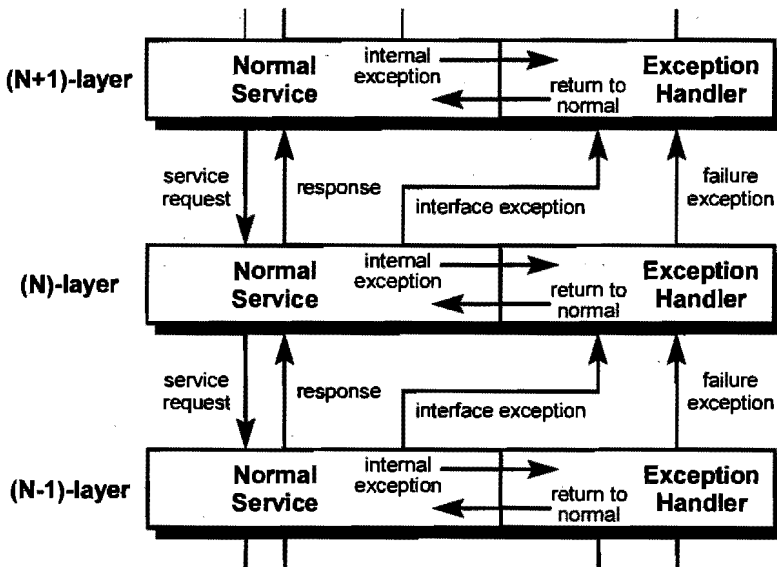 (N+1)-layer
Normal
Service
internal
exception
return to
normal
Exception
Handler
service
request
response
interface exception
failure
exception
(N)-layer
Normal
Service
internal
exception
return to
normal
Exception
Handler
service
request
response
interface exception
failure
exception
(N-1)-layer
Normal
Service
internal
exception
return to
normal
Exception
Handler